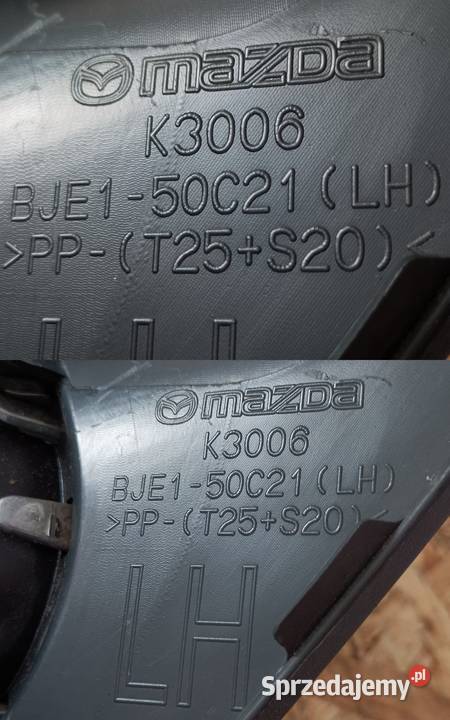 mazda
K3006
BJE1-50C21(LH)
>PP-(T25+S20)<
mazda
K3006
BJE1-50C21(LH)
>PP-(T25+S20)<
LH
Sprzedajemy.pl